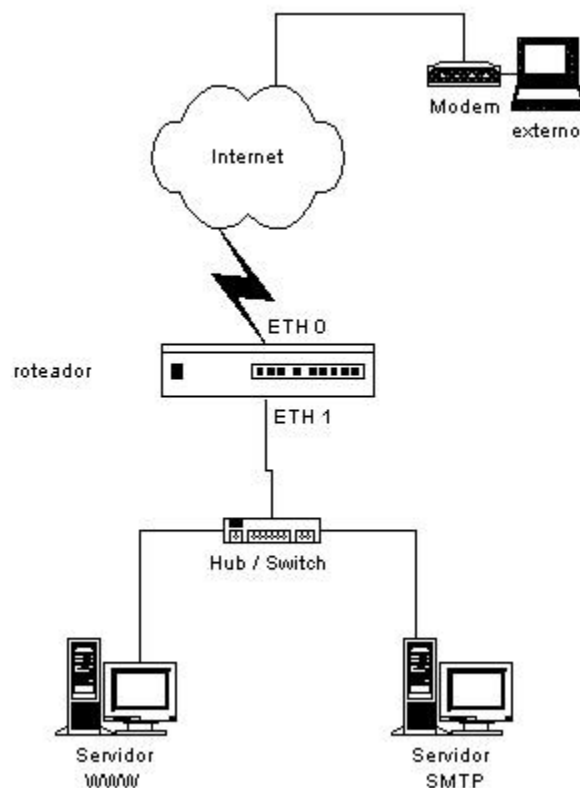 Modem
externo
Internet
ETH 0
roteador
ETH 1
Hub / Switch
Servidor
WWW
Servidor
SMTP